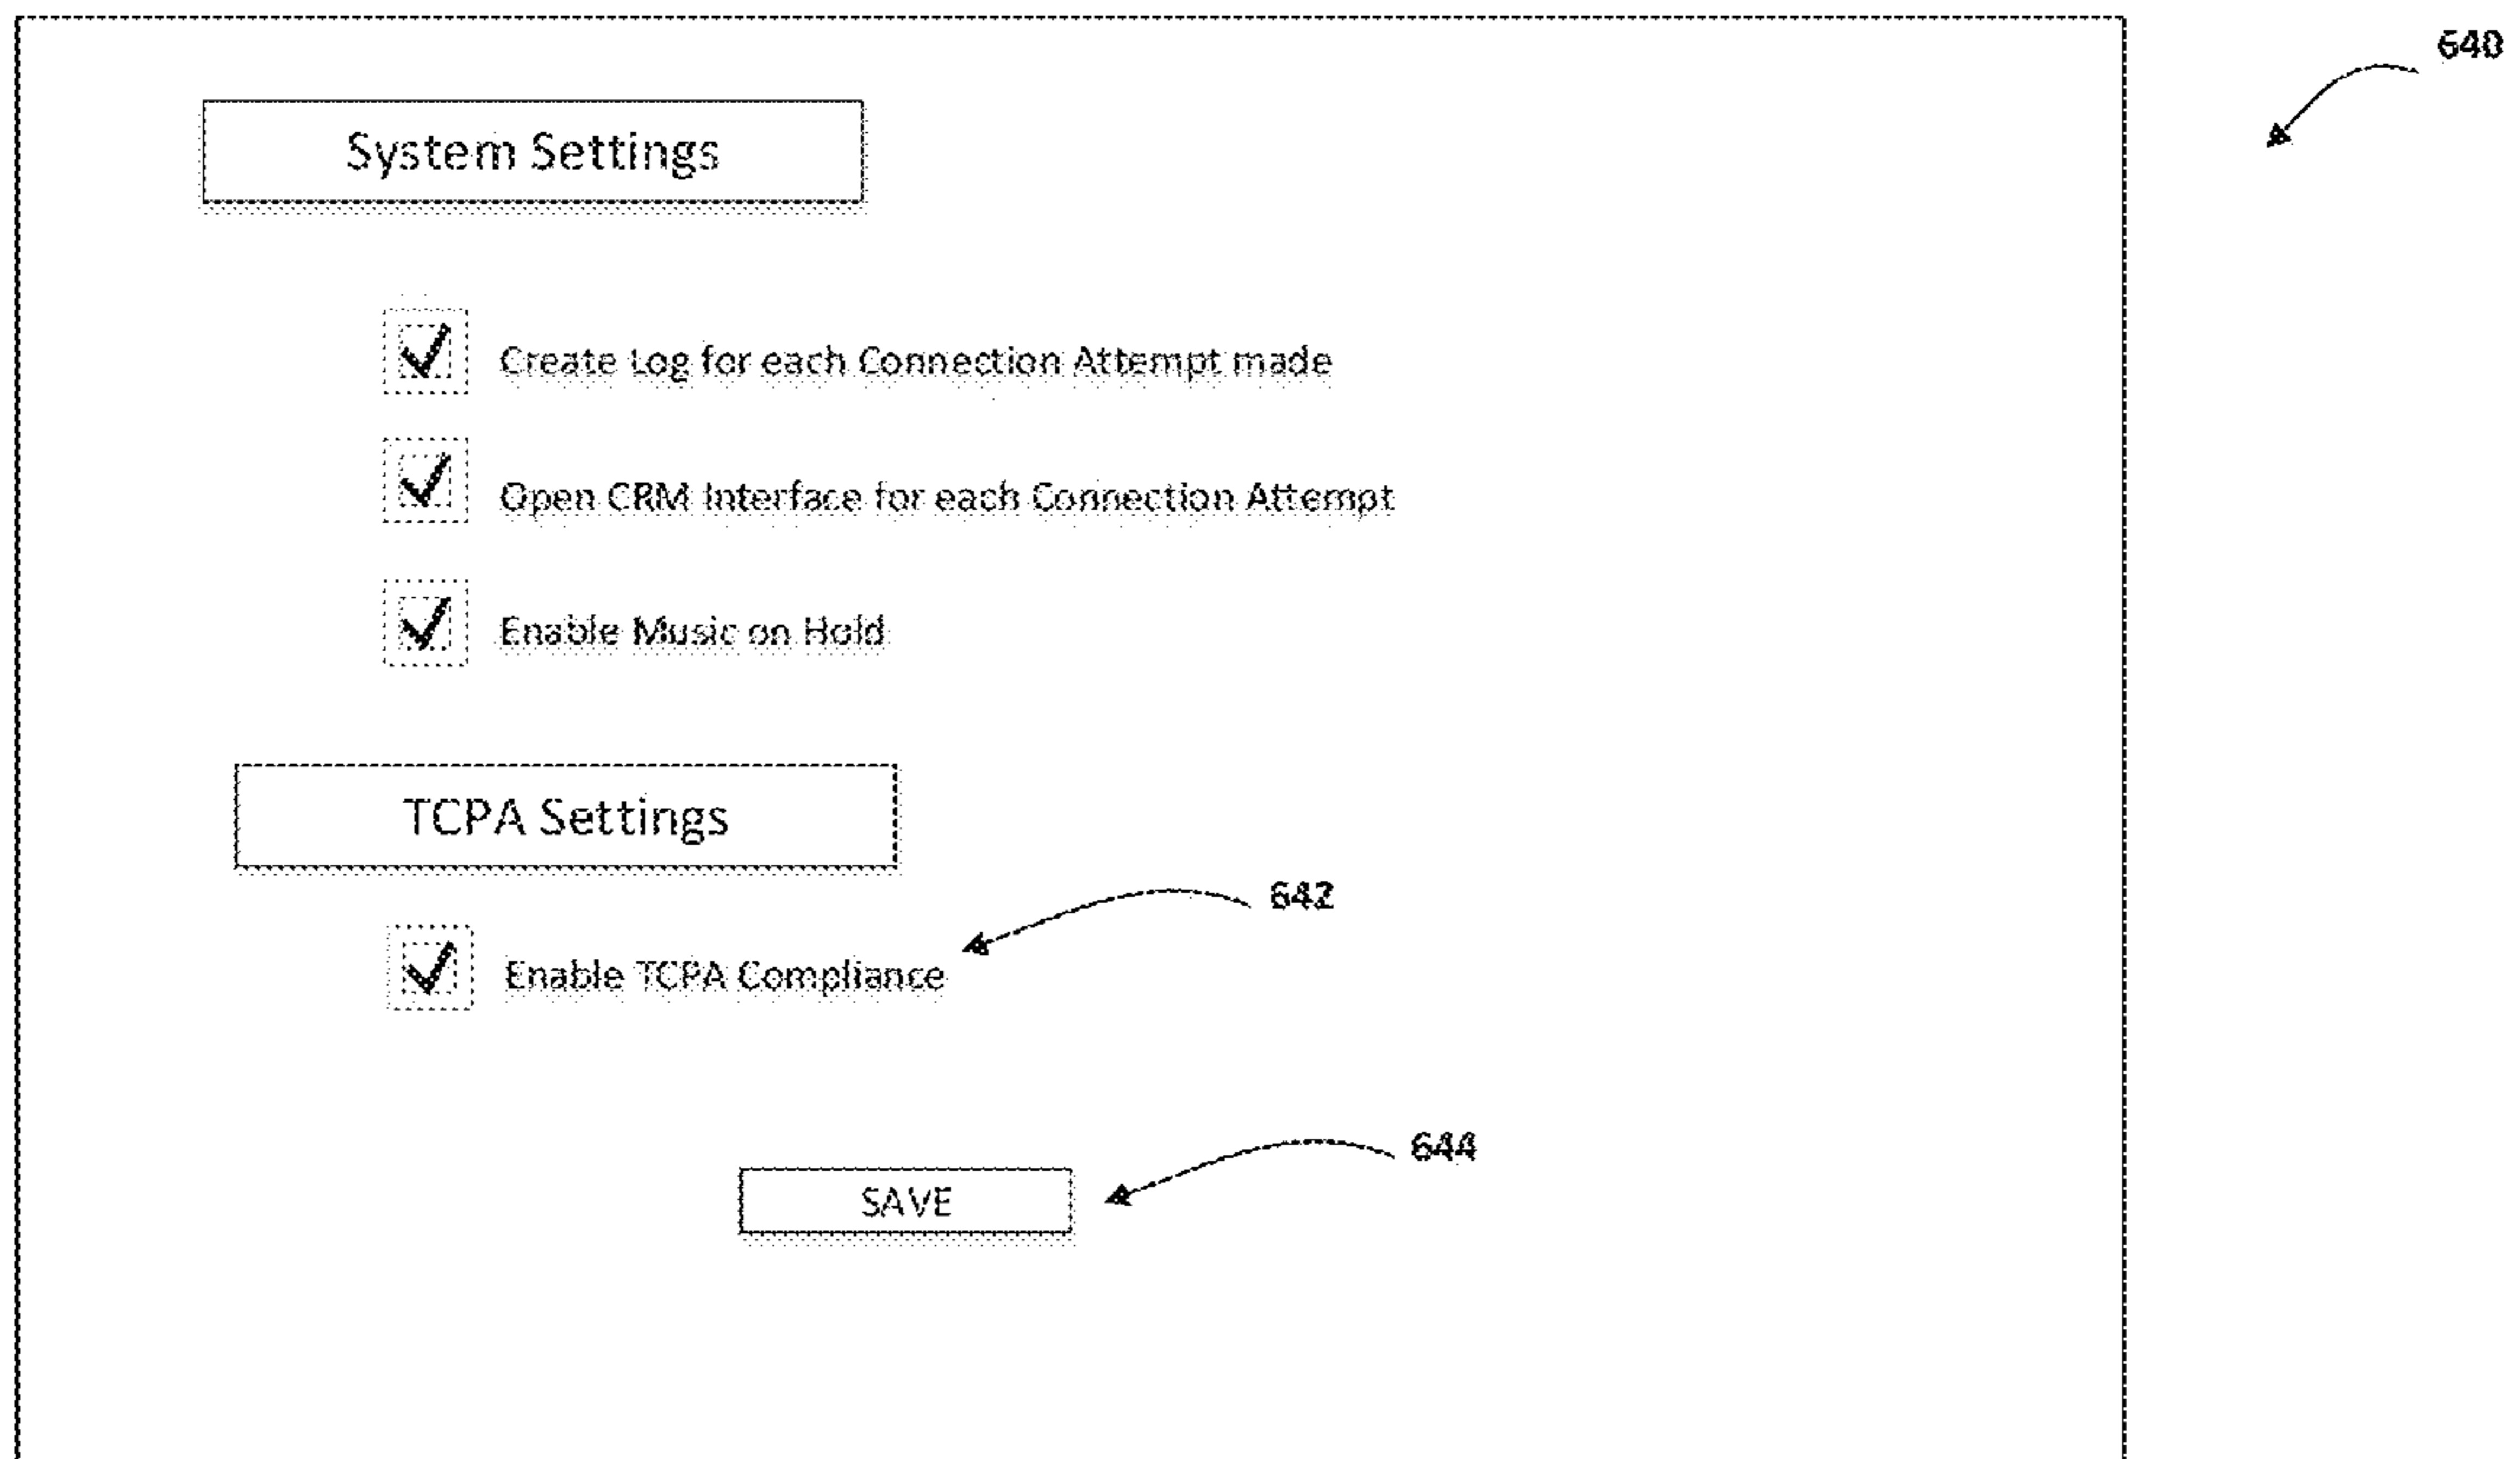 640
System Settings
Create Log for each Connection Attempt made
Open CRM Interface for each Connection Attempt
Enable Music on Hold
TCPA Settings
642
Enable TCPA Compliance
644
SAVE